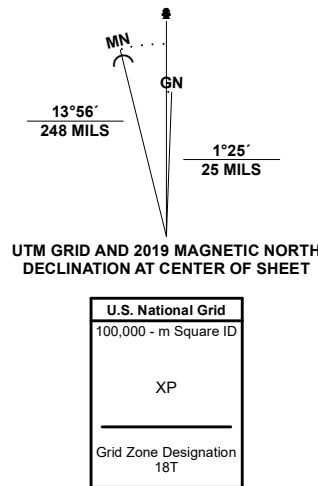 MN
GN
13°56´
248 MILS
1°25´
25 MILS
UTM GRID AND 2019 MAGNETIC NORTH
DECLINATION AT CENTER OF SHEET
U.S. National Grid
100,000 - m Square ID
XP
Grid Zone Designation
18T